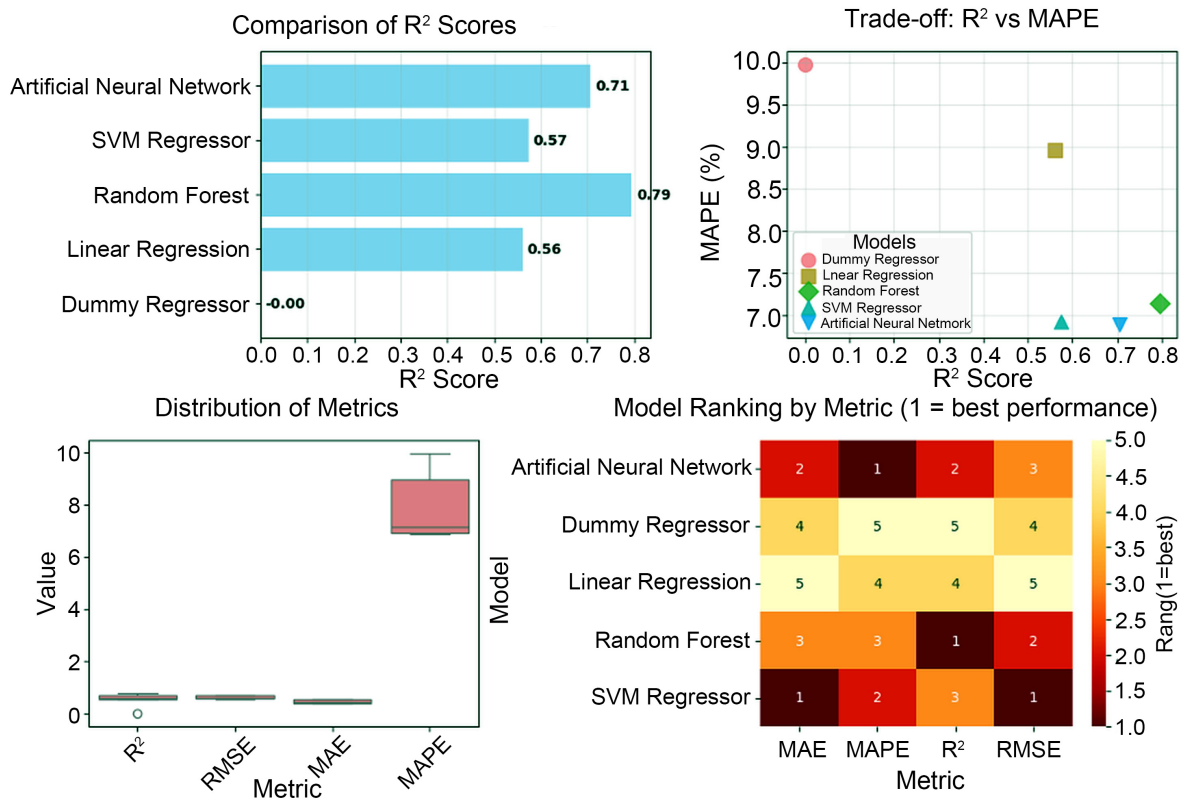 Comparison of R² Scores
Artificial Neural Network
0.71
SVM Regressor
0.57
Random Forest
0.79
Linear Regression
0.56
Dummy Regressor
-0.00
0.0 0.1 0.2 0.3 0.4 0.5 0.6 0.7 0.8
R² Score
Trade-off: R² vs MAPE
MAPE (%)
10.0
9.5
9.0
8.5
8.0
7.5
7.0
Models
Dummy Regressor
Lnear Regression
Random Forest
SVM Regressor
Artificial Neural Netmork
0.0 0.1 0.2 0.3 0.4 0.5 0.6 0.7 0.8
R² Score
Distribution of Metrics
Value
10
8
6
4
2
0
R² RMSE MAE MAPE
Metric
Model Ranking by Metric (1 = best performance)
Model
Artificial Neural Network 2 1 2 3
Dummy Regressor 4 5 5 4
Linear Regression 5 4 4 5
Random Forest 3 3 1 2
SVM Regressor 1 2 3 1
MAE MAPE R² RMSE
Metric
5.0
4.0
3.5
3.0
2.5
2.0
1.5
1.0
Rang(1=best)